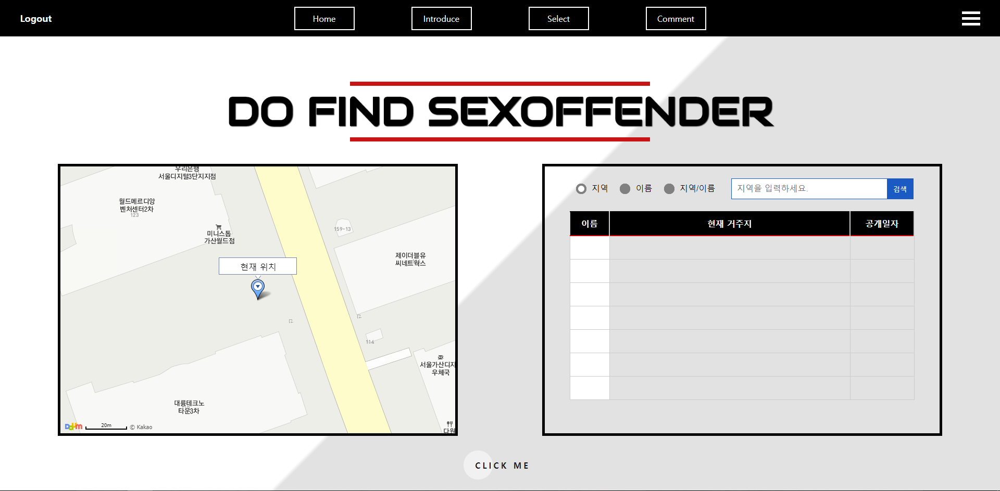 Logout
Home
Introduce
Select
Comment
DO FIND SEXOFFENDER
우리은행
서울디지털3단지지점
월드메르디앙
벤처센터2차
123
미니스톱
가산월드점
159-13
제이더블유
씨네트웍스
현재 위치
114
서울가산디지
우체국
대륭테크노
타운3차
다원
Daum
20m
© Kakao
지역
이름
지역/이름
지역을 입력하세요.
검색
이름
현재 거주지
공개일자
CLICK ME